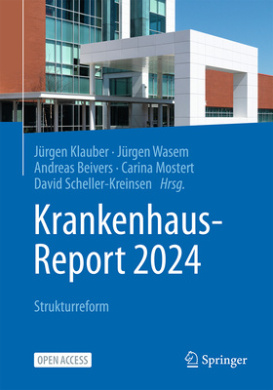 Jürgen Klauber · Jürgen Wasem
Andreas Beivers · Carina Mostert
David Scheller-Kreinsen Hrsg.
Krankenhaus-
Report 2024
Strukturreform
OPEN ACCESS
Springer